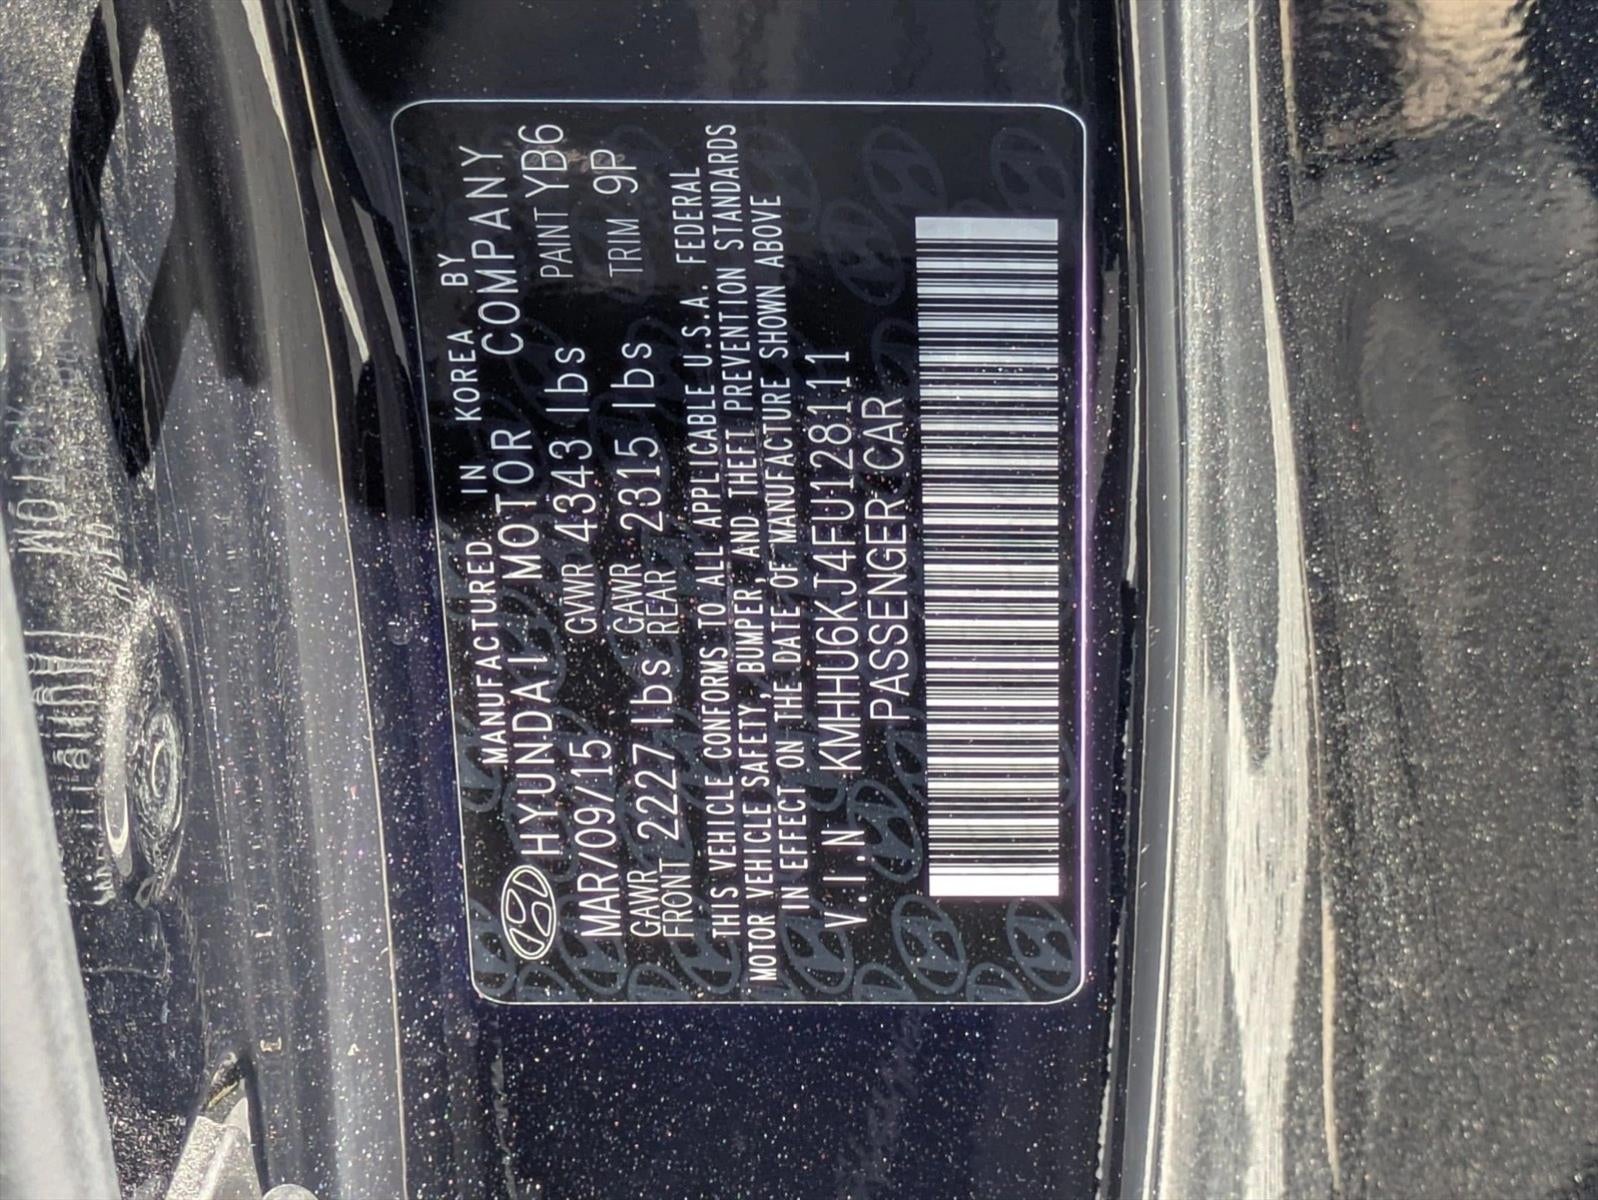 MANUFACTURED IN KOREA BY
HYUNDAI MOTOR COMPANY
MAR/09/15 GVWR 4343 lbs PAINT YB6
GAWR FRONT 2227 lbs GAWR REAR 2315 lbs TRIM 9P
THIS VEHICLE CONFORMS TO ALL APPLICABLE U.S.A. FEDERAL
MOTOR VEHICLE SAFETY, BUMPER, AND THEFT PREVENTION STANDARDS
IN EFFECT ON THE DATE OF MANUFACTURE SHOWN ABOVE
V.I.N KMHHU6KJ4FU128111
PASSENGER CAR